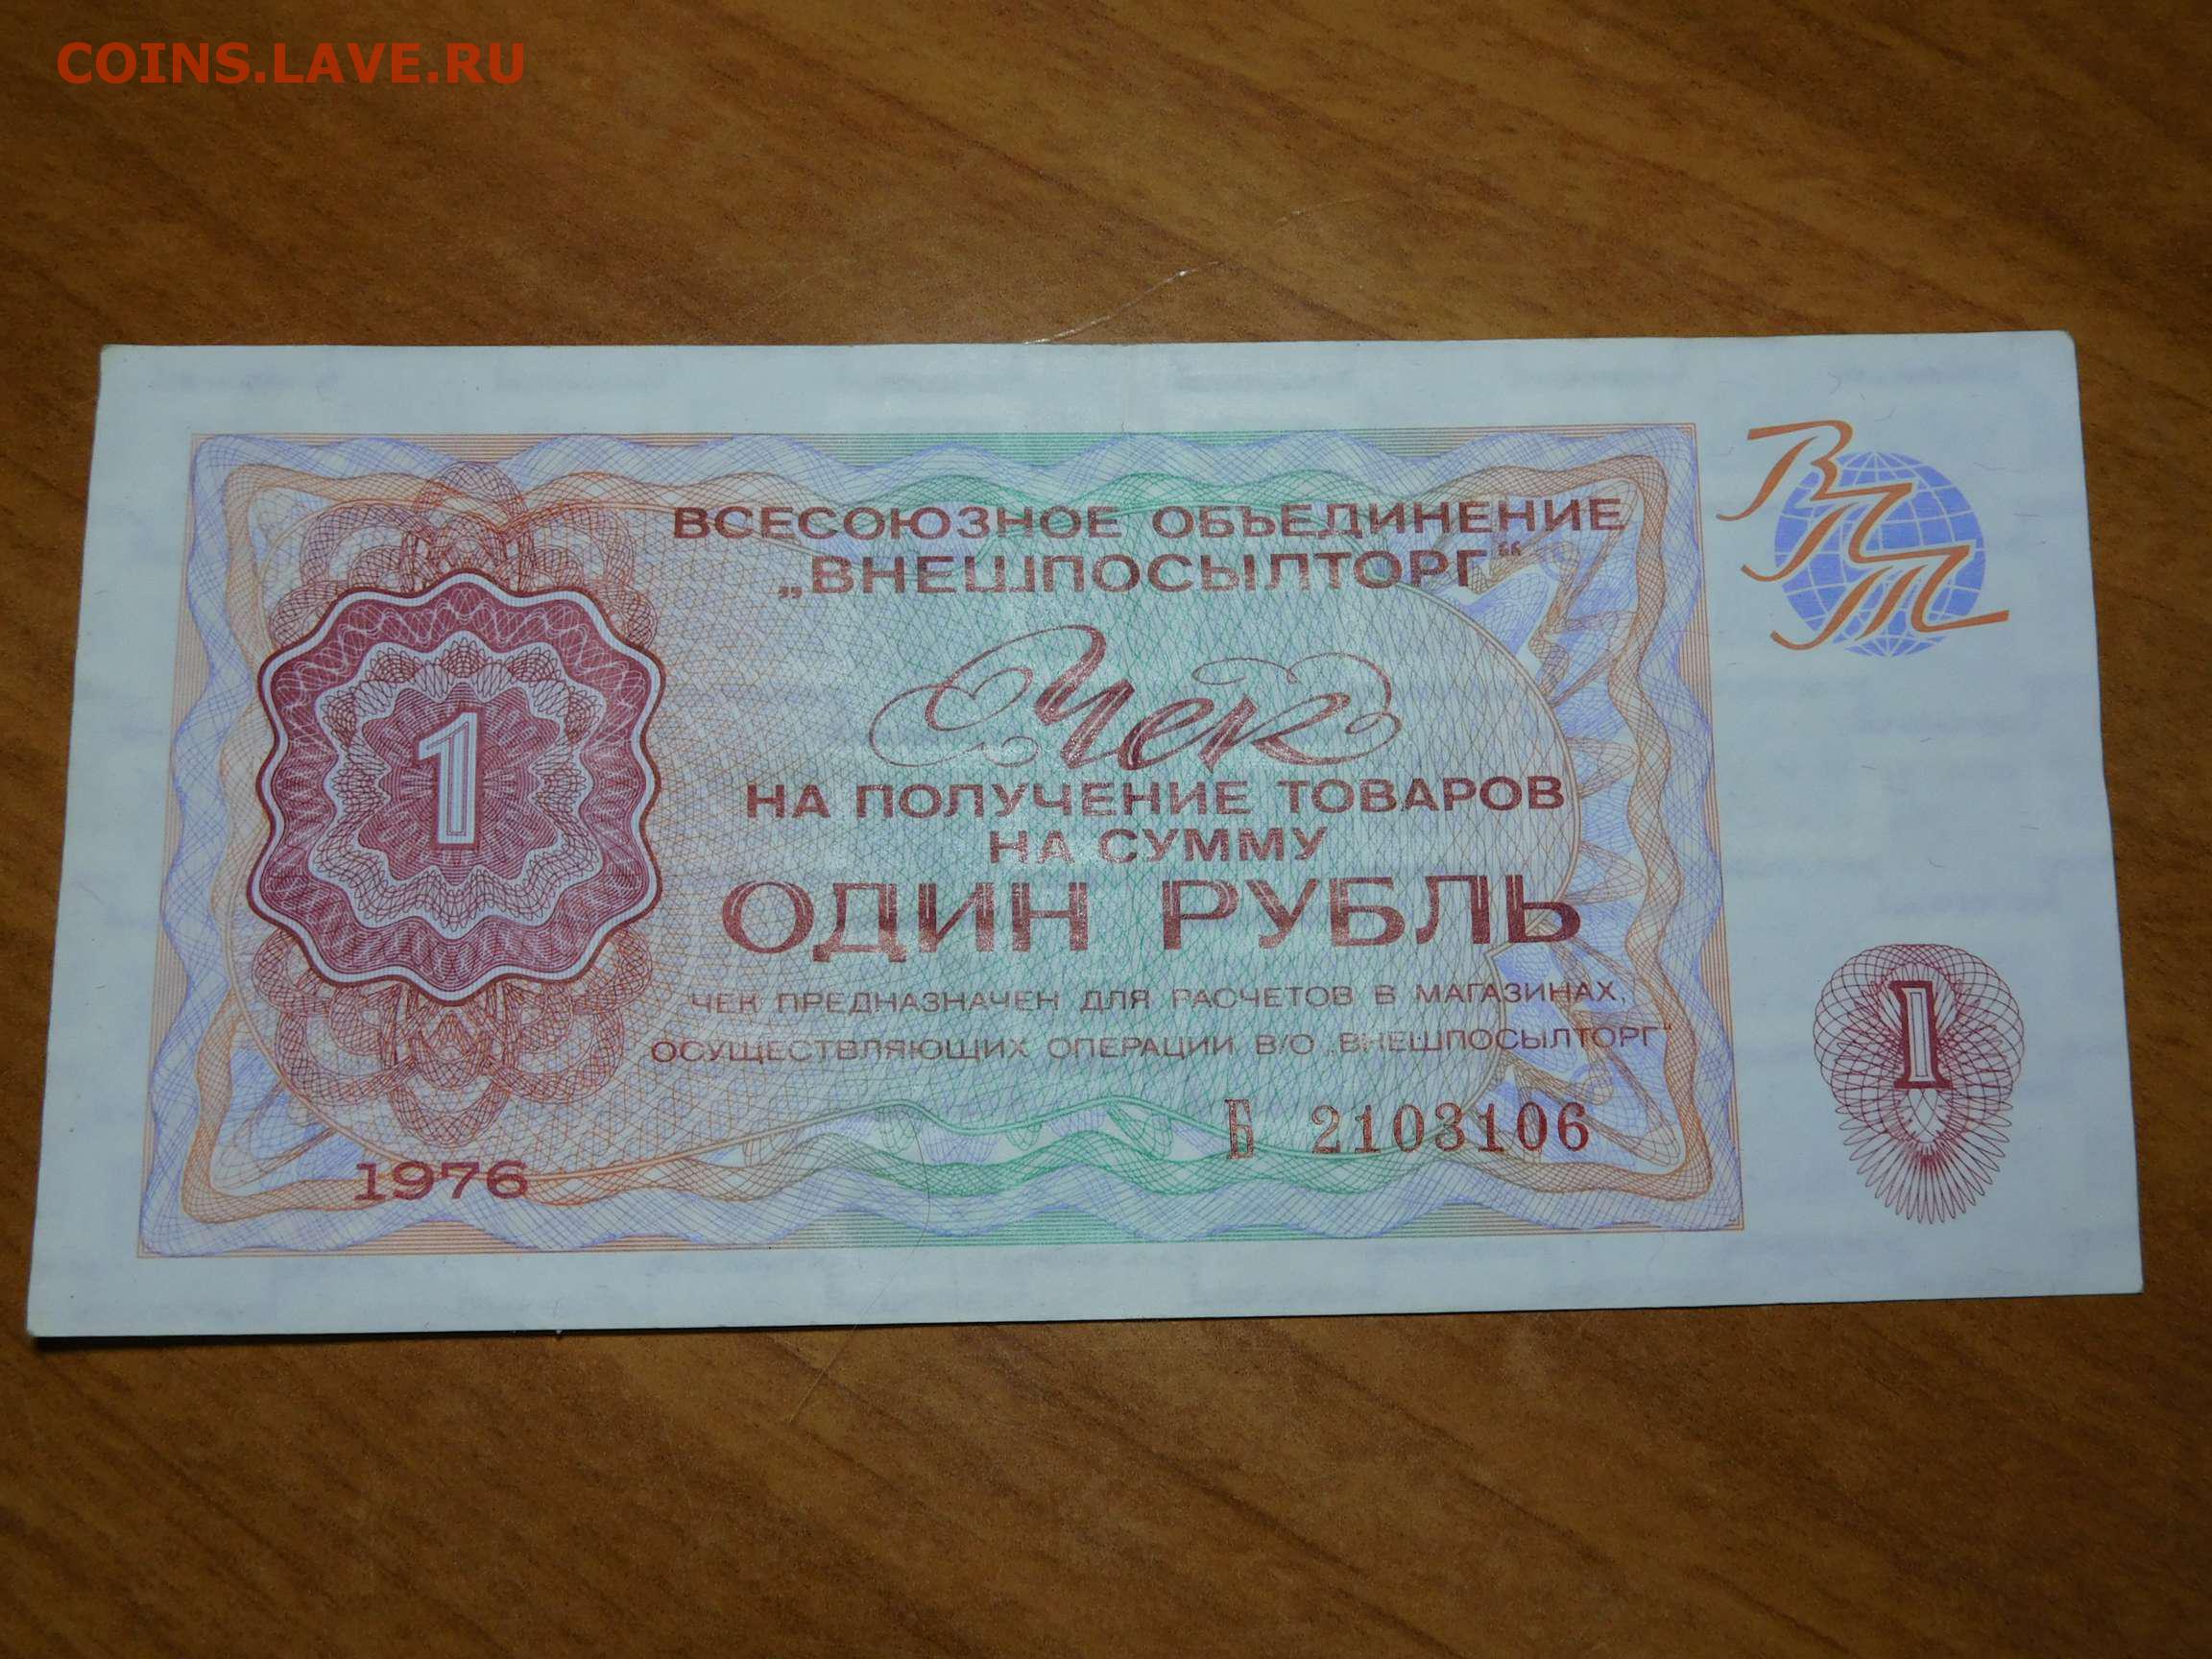 COINS.LAVE.RU
ВСЕСОЮЗНОЕ ОБЪЕДИНЕНИЕ
„ВНЕШПОСЫЛТОРГ“
ВПТ
Чек
НА ПОЛУЧЕНИЕ ТОВАРОВ
НА СУММУ
1
ОДИН РУБЛЬ
ЧЕК ПРЕДНАЗНАЧЕН ДЛЯ РАСЧЕТОВ В МАГАЗИНАХ,
ОСУЩЕСТВЛЯЮЩИХ ОПЕРАЦИИ В/О „ВНЕШПОСЫЛТОРГ“
1
Б 2103106
1976